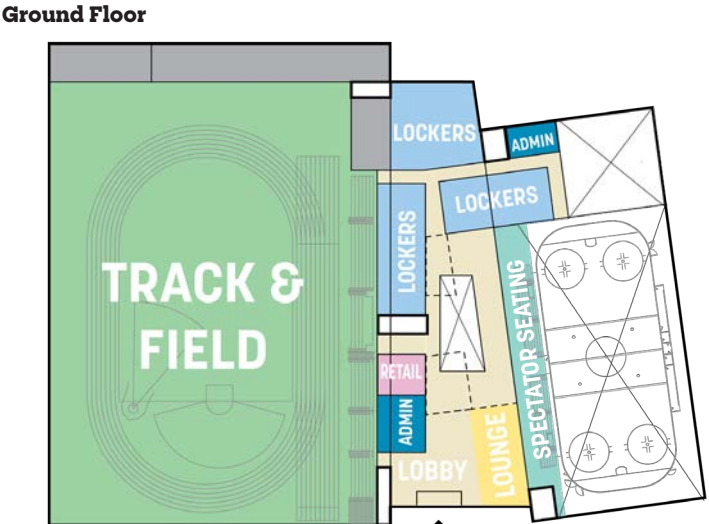 Ground Floor
LOCKERS
ADMIN
LOCKERS
LOCKERS
TRACK &
FIELD
SPECTATOR SEATING
RETAIL
ADMIN
LOUNGE
LOBBY